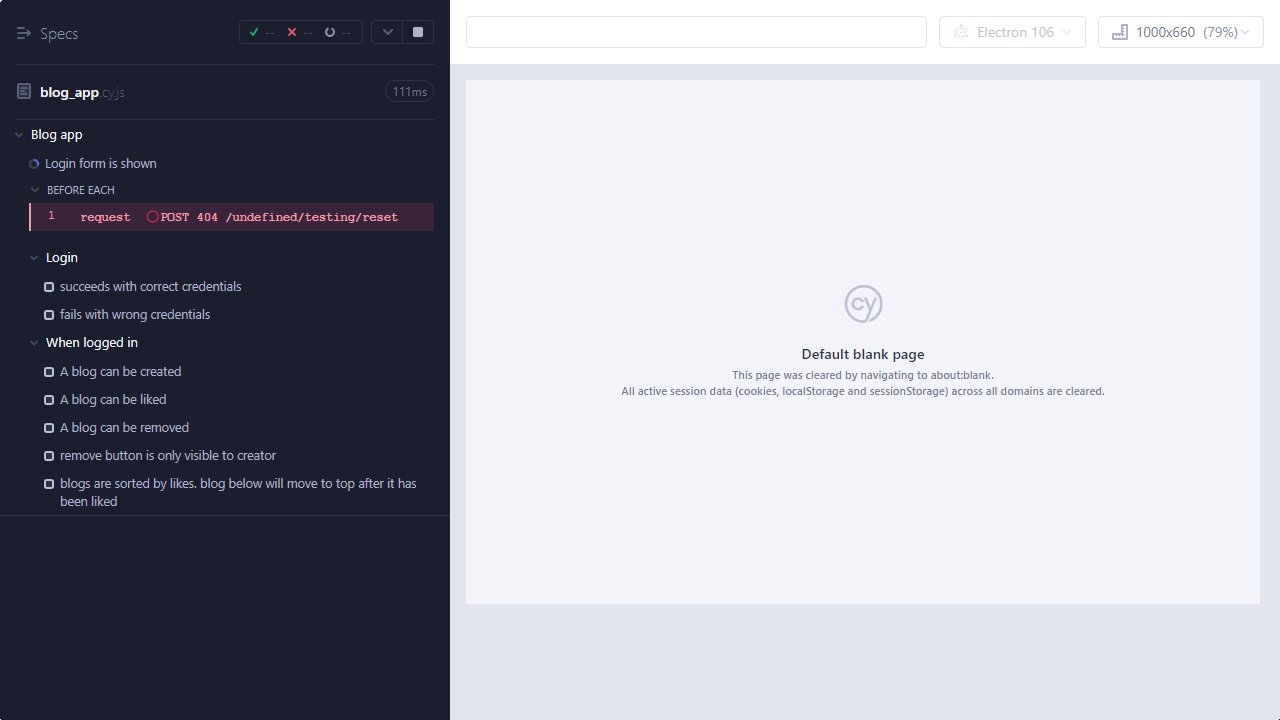 Specs
--
--
--
blog_app.cy.js
111ms
Blog app
Login form is shown
BEFORE EACH
1 request POST 404 /undefined/testing/reset
Login
succeeds with correct credentials
fails with wrong credentials
When logged in
A blog can be created
A blog can be liked
A blog can be removed
remove button is only visible to creator
blogs are sorted by likes. blog below will move to top after it has
been liked
Electron 106
1000x660 (79%)
cy
Default blank page
This page was cleared by navigating to about:blank.
All active session data (cookies, localStorage and sessionStorage) across all domains are cleared.